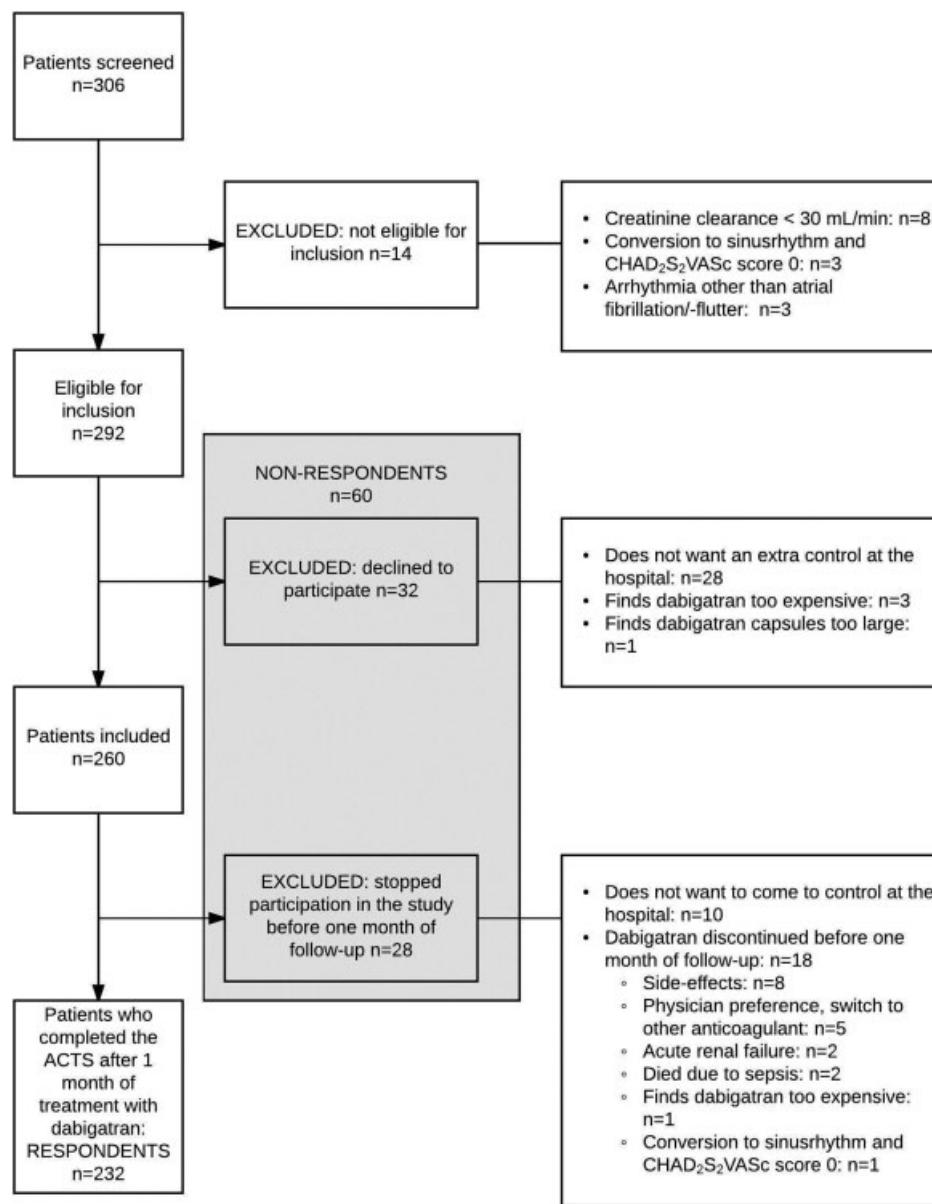 Patients screened
n=306
EXCLUDED: not eligible for
inclusion n=14
• Creatinine clearance < 30 mL/min: n=8
• Conversion to sinusrhythm and
CHAD₂S₂VASc score 0: n=3
• Arrhythmia other than atrial
fibrillation/-flutter: n=3
Eligible for
inclusion
n=292
NON-RESPONDENTS
n=60
EXCLUDED: declined to
participate n=32
• Does not want an extra control at the
hospital: n=28
• Finds dabigatran too expensive: n=3
• Finds dabigatran capsules too large:
n=1
Patients included
n=260
EXCLUDED: stopped
participation in the study
before one month of
follow-up n=28
• Does not want to come to control at the
hospital: n=10
• Dabigatran discontinued before one
month of follow-up: n=18
◦ Side-effects: n=8
◦ Physician preference, switch to
other anticoagulant: n=5
◦ Acute renal failure: n=2
◦ Died due to sepsis: n=2
◦ Finds dabigatran too expensive:
n=1
◦ Conversion to sinusrhythm and
CHAD₂S₂VASc score 0: n=1
Patients who
completed the
ACTS after 1
month of
treatment with
dabigatran:
RESPONDENTS
n=232